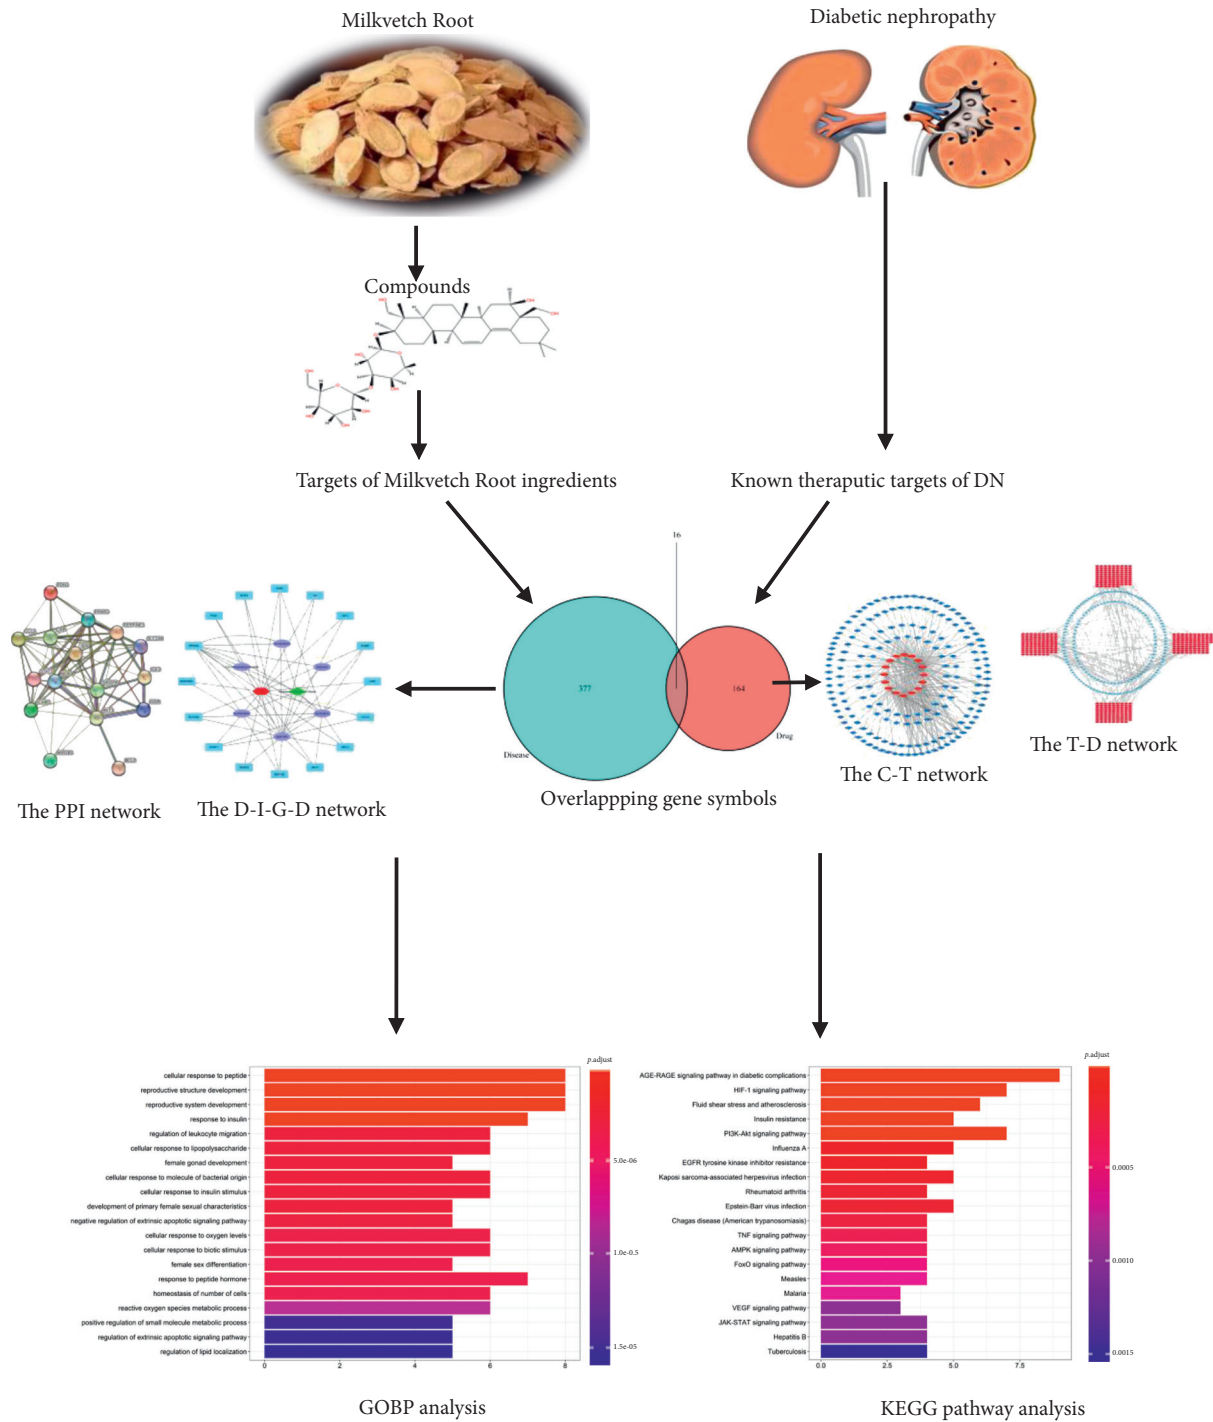 Milkvetch Root
Diabetic nephropathy
Compounds
Targets of Milkvetch Root ingredients
Known theraputic targets of DN
16
377
164
Disease
Drug
The PPI network
The D-I-G-D network
Overlappping gene symbols
The C-T network
The T-D network
p.adjust
cellular response to peptide
reproductive structure development
reproductive system development
response to insulin
regulation of leukocyte migration
cellular response to lipopolysaccharide
female gonad development
cellular response to molecule of bacterial origin
cellular response to insulin stimulus
development of primary female sexual characteristics
negative regulation of extrinsic apoptotic signaling pathway
cellular response to oxygen levels
cellular response to biotic stimulus
female sex differentiation
response to peptide hormone
homeostasis of number of cells
reactive oxygen species metabolic process
positive regulation of small molecule metabolic process
regulation of extrinsic apoptotic signaling pathway
regulation of lipid localization
0 2 4 6 8
5.0e-06
1.0e-0.5
1.5e-05
GOBP analysis
p.adjust
AGE-RAGE signaling pathway in diabetic complications
HIF-1 signaling pathway
Fluid shear stress and atherosclerosis
Insulin resistance
PI3K-Akt signaling pathway
Influenza A
EGFR tyrosine kinase inhibitor resistance
Kaposi sarcoma-associated herpesvirus infection
Rheumatoid arthritis
Epstein-Barr virus infection
Chagas disease (American trypanosomiasis)
TNF signaling pathway
AMPK signaling pathway
FoxO signaling pathway
Measles
Malaria
VEGF signaling pathway
JAK-STAT signaling pathway
Hepatitis B
Tuberculosis
0.0 2.5 5.0 7.5
0.0005
0.0010
0.0015
KEGG pathway analysis